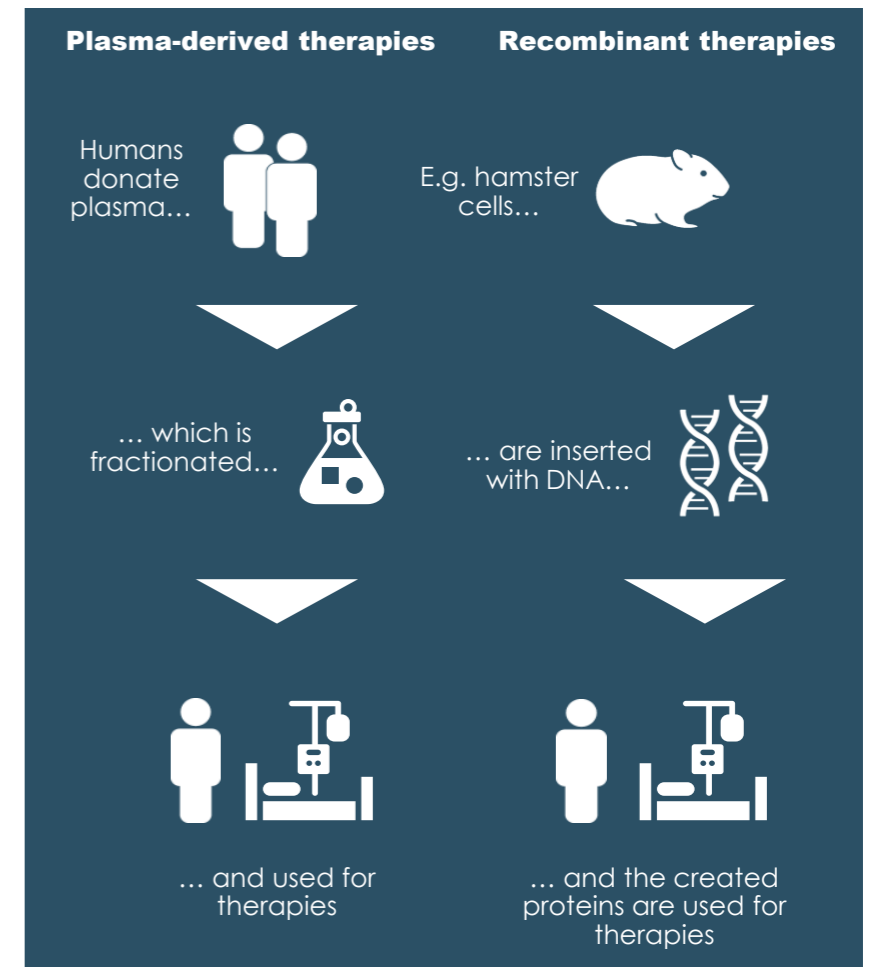 Plasma-derived therapies
Recombinant therapies
Humans
donate
plasma…
E.g. hamster
cells…
… which is
fractionated…
… are inserted
with DNA…
… and used for
therapies
… and the created
proteins are used for
therapies